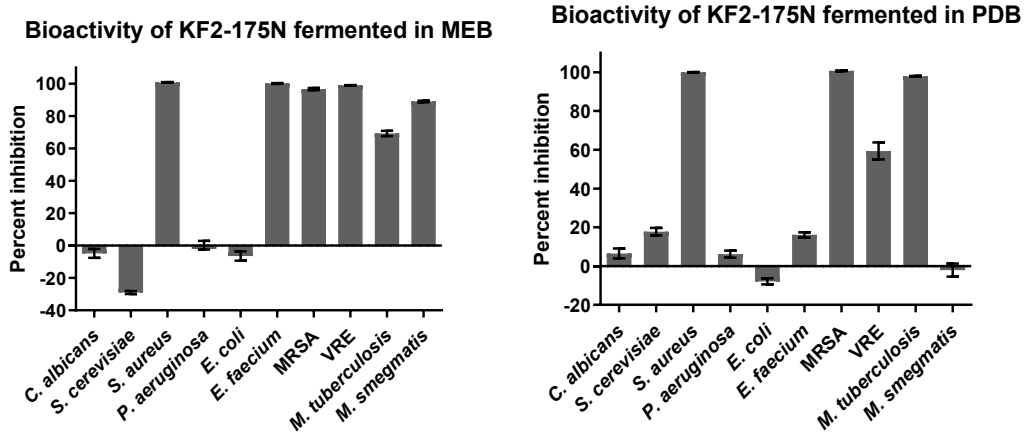 Bioactivity of KF2-175N fermented in MEB
Percent inhibition
100
80
60
40
20
0
-20
-40
C. albicans
S. cerevisiae
S. aureus
P. aeruginosa
E. coli
E. faecium
MRSA
VRE
M. tuberculosis
M. smegmatis
Bioactivity of KF2-175N fermented in PDB
Percent inhibition
100
80
60
40
20
0
-20
C. albicans
S. cerevisiae
S. aureus
P. aeruginosa
E. coli
E. faecium
MRSA
VRE
M. tuberculosis
M. smegmatis